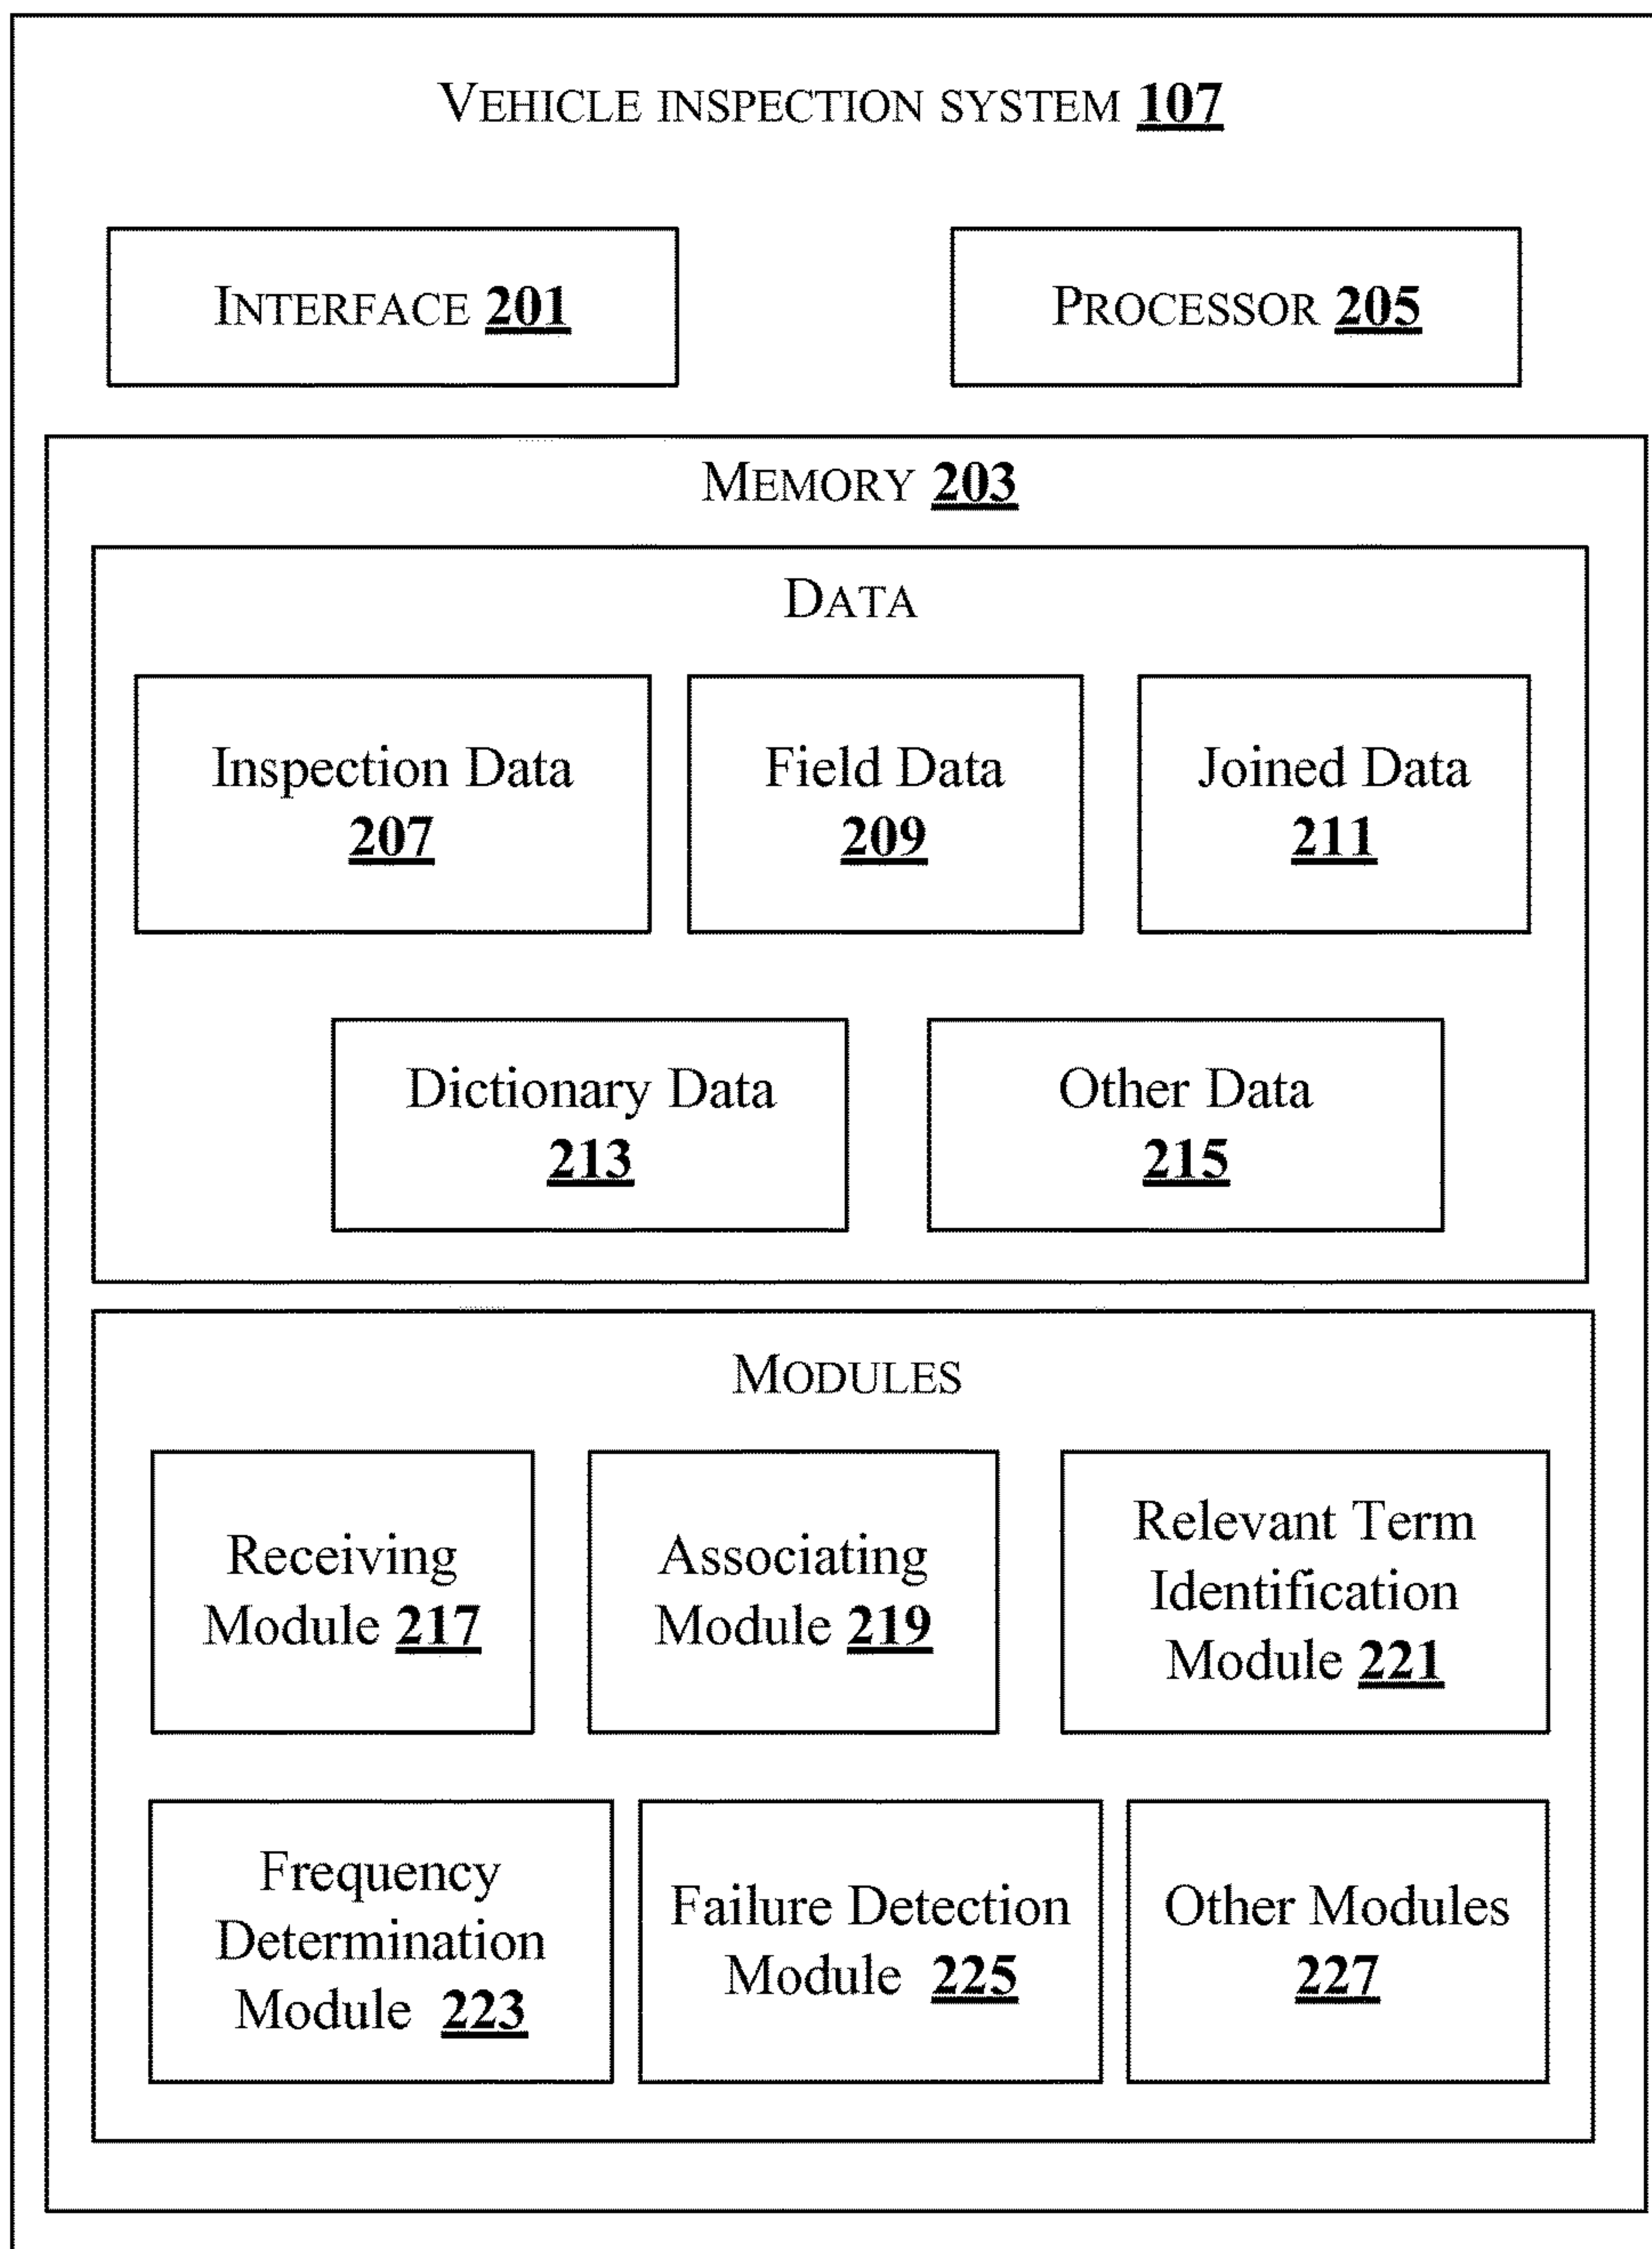 VEHICLE INSPECTION SYSTEM 107
INTERFACE 201
PROCESSOR 205
MEMORY 203
DATA
Inspection Data
207
Field Data
209
Joined Data
211
Dictionary Data
213
Other Data
215
MODULES
Receiving
Module 217
Associating
Module 219
Relevant Term
Identification
Module 221
Frequency
Determination
Module 223
Failure Detection
Module 225
Other Modules
227